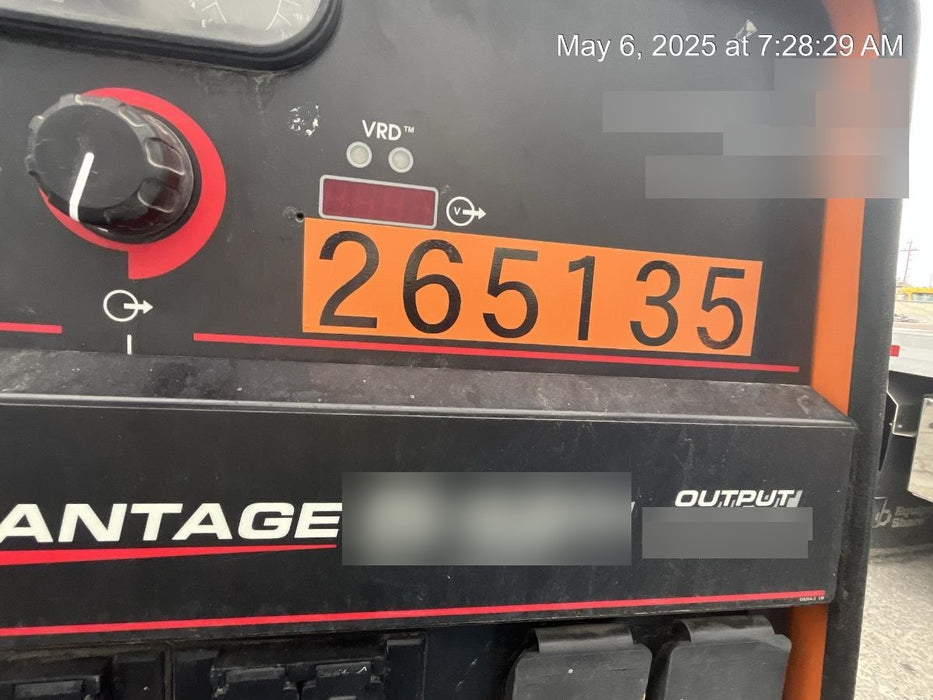 May 6, 2025 at 7:28:29 AM
VRD™
V
265135
ANTAGE
OUTPUT